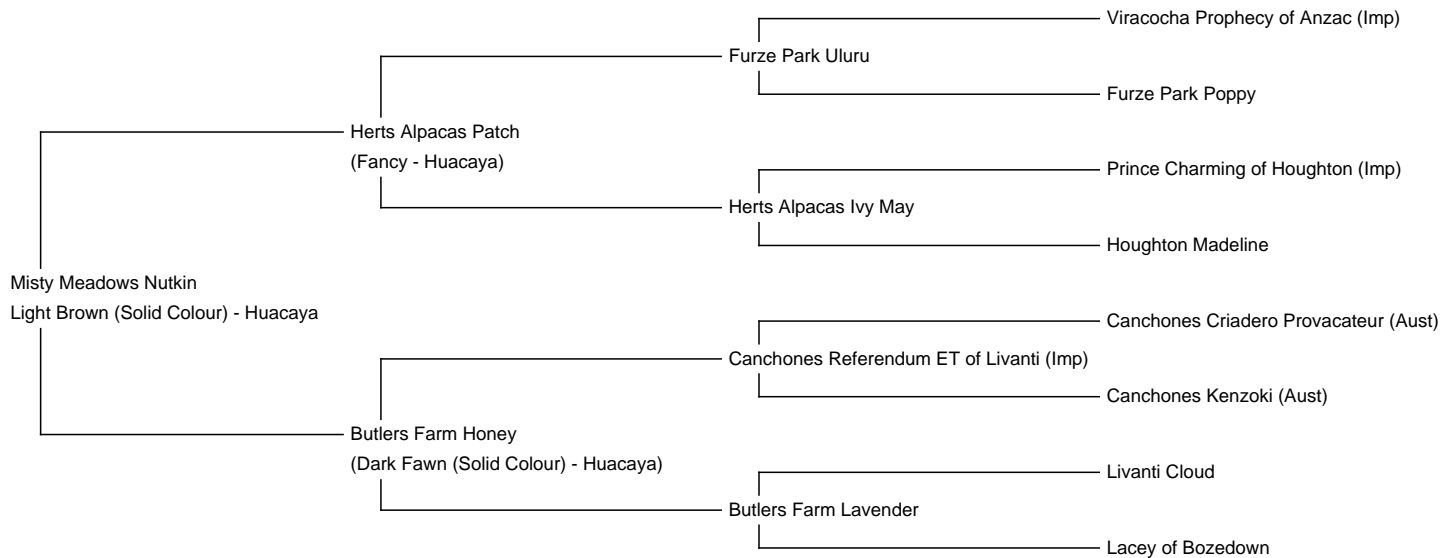 Viracocha Prophecy of Anzac (Imp)
Furze Park Uluru
Furze Park Poppy
Herts Alpacas Patch
(Fancy - Huacaya)
Prince Charming of Houghton (Imp)
Herts Alpacas Ivy May
Houghton Madeline
Misty Meadows Nutkin
Light Brown (Solid Colour) - Huacaya
Canchones Criadero Provacateur (Aust)
Canchones Referendum ET of Livanti (Imp)
Canchones Kenzoki (Aust)
Butlers Farm Honey
(Dark Fawn (Solid Colour) - Huacaya)
Livanti Cloud
Butlers Farm Lavender
Lacey of Bozedown